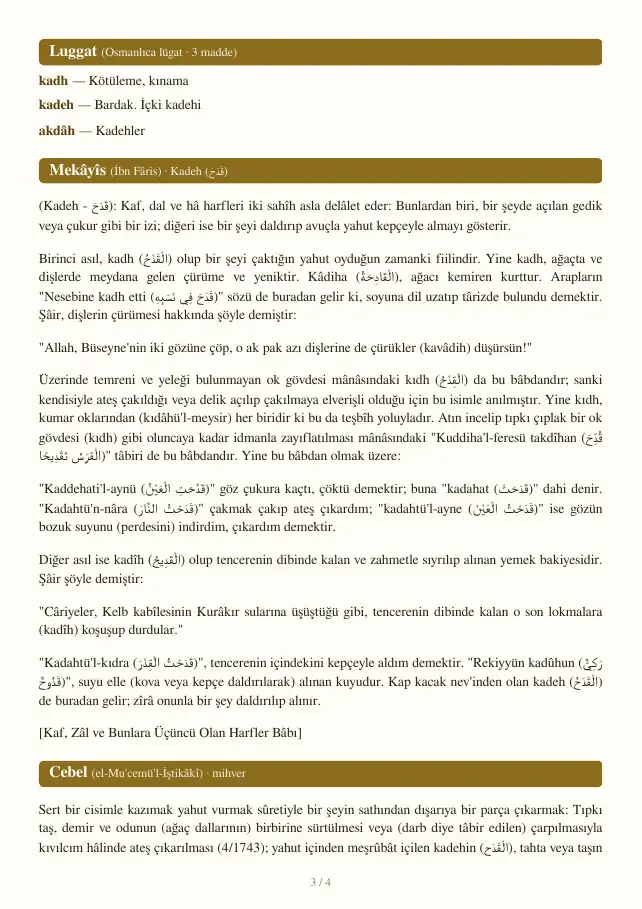 Luggat (Osmanlıca lügat · 3 madde)
kadh — Kötüleme, kınama
kadeh — Bardak. İçki kadehi
akdâh — Kadehler
Mekâyîs (İbn Fâris) · Kadeh (قَدَحَ)
(Kadeh - قَدَحَ): Kaf, dal ve hâ harfleri iki sahîh asla delâlet eder: Bunlardan biri, bir şeyde açılan gedik
veya çukur gibi bir izi; diğeri ise bir şeyi daldırıp avuçla yahut kepçeyle almayı gösterir.
Birinci asıl, kadh (الْقَدْحُ) olup bir şeyi çaktığın yahut oyduğun zamanki fiilindir. Yine kadh, ağaçta ve
dişlerde meydana gelen çürüme ve yeniktir. Kâdiha (الْقَادِحَةُ), ağacı kemiren kurttur. Arapların
"Nesebine kadh etti (قَدَحَ فِي نَسَبِهِ)" sözü de buradan gelir ki, soyuna dil uzatıp târizde bulundu demektir.
Şâir, dişlerin çürümesi hakkında şöyle demiştir:
"Allah, Büseyne'nin iki gözüne çöp, o ak pak azı dişlerine de çürükler (kavâdih) düşürsün!"
Üzerinde temreni ve yeleği bulunmayan ok gövdesi mânâsındaki kıdh (الْقِدْحُ) da bu bâbdandır; sanki
kendisiyle ateş çakıldığı veya delik açılıp çakılmaya elverişli olduğu için bu isimle anılmıştır. Yine kıdh,
kumar oklarından (kıdâhü'l-meysir) her biridir ki bu da teşbîh yoluyladır. Atın incelip tıpkı çıplak bir ok
gövdesi (kıdh) gibi oluncaya kadar idmanla zayıflatılması mânâsındaki "Kuddiha'l-feresü takdîhan (قُدِّحَ
الْفَرَسُ تَقْدِيحًا)" tâbiri de bu bâbdandır. Yine bu bâbdan olmak üzere:
"Kaddehati'l-aynü (قَدَّحَتِ الْعَيْنُ)" göz çukura kaçtı, çöktü demektir; buna "kadahat (قَدَحَتْ)" dahi denir.
"Kadahtü'n-nâra (قَدَحْتُ النَّارَ)" çakmak çakıp ateş çıkardım; "kadahtü'l-ayne (قَدَحْتُ الْعَيْنَ)" ise gözün
bozuk suyunu (perdesini) indirdim, çıkardım demektir.
Diğer asıl ise kadîh (الْقَدِيحُ) olup tencerenin dibinde kalan ve zahmetle sıyrılıp alınan yemek bakiyesidir.
Şâir şöyle demiştir:
"Câriyeler, Kelb kabîlesinin Kurâkır sularına üşüştüğü gibi, tencerenin dibinde kalan o son lokmalara
(kadîh) koşuşup durdular."
"Kadahtü'l-kıdra (قَدَحْتُ الْقِدْرَ)", tencerenin içindekini kepçeyle aldım demektir. "Rekiyyün kadûhun (رَكِيٌّ
قَدُوحٌ)", suyu elle (kova veya kepçe daldırılarak) alınan kuyudur. Kap kacak nev'inden olan kadeh (الْقَدَحُ)
de buradan gelir; zîrâ onunla bir şey daldırılıp alınır.
[Kaf, Zâl ve Bunlara Üçüncü Olan Harfler Bâbı]
Cebel (el-Mu'cemü'l-İştikâkî) · mihver
Sert bir cisimle kazımak yahut vurmak sûretiyle bir şeyin sathından dışarıya bir parça çıkarmak: Tıpkı
taş, demir ve odunun (ağaç dallarının) birbirine sürtülmesi veya (darb diye tâbir edilen) çarpılmasıyla
kıvılcım hâlinde ateş çıkarılması (4/1743); yahut içinden meşrûbât içilen kadehin (الْقَدَح), tahta veya taşın
3 / 4